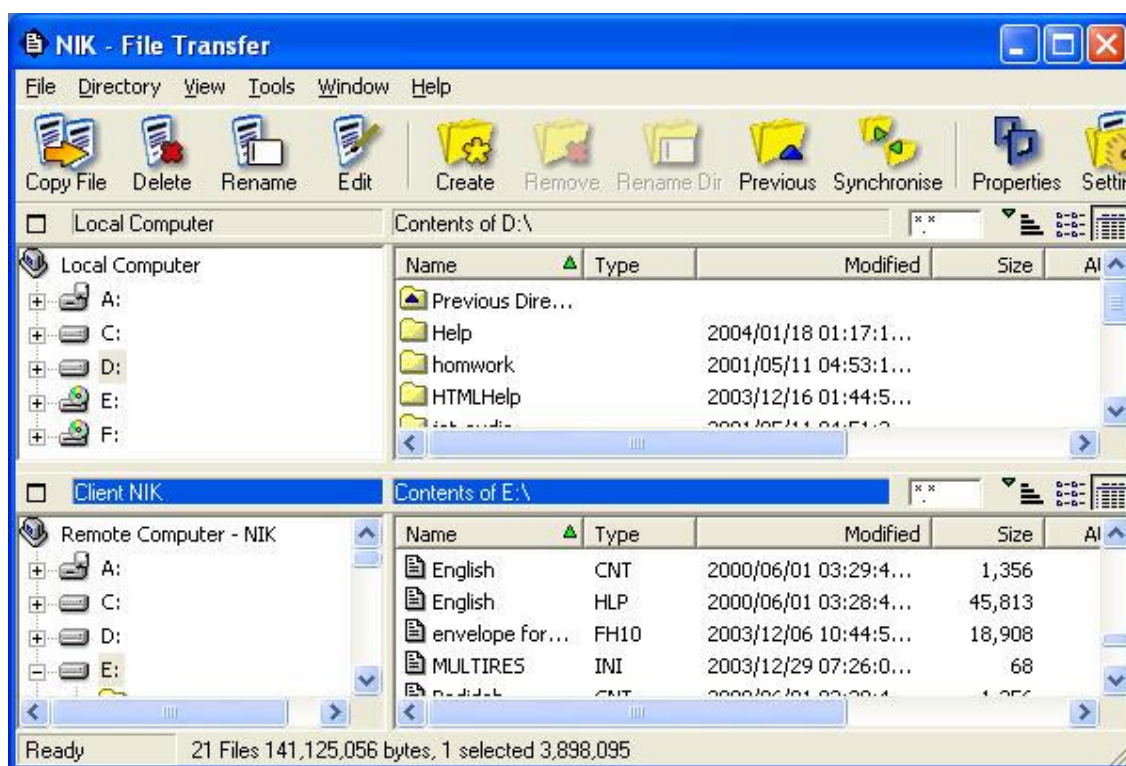 NIK - File Transfer
File Directory View Tools Window Help
Copy File Delete Rename Edit Create Remove Rename Dir Previous Synchronise Properties Settin
Local Computer Contents of D:\ *.*
Local Computer Name Type Modified Size
A: Previous Dire...
C: Help 2004/01/18 01:17:1...
D: homwork 2001/05/11 04:53:1...
E: HTMLHelp 2003/12/16 01:44:5...
F:
Client NIK Contents of E:\ *.*
Remote Computer - NIK Name Type Modified Size
A: English CNT 2000/06/01 03:29:4... 1,356
C: English HLP 2000/06/01 03:28:4... 45,813
D: envelope for... FH10 2003/12/06 10:44:5... 18,908
E: MULTIRES INI 2003/12/29 07:26:0... 68
Ready 21 Files 141,125,056 bytes, 1 selected 3,898,095